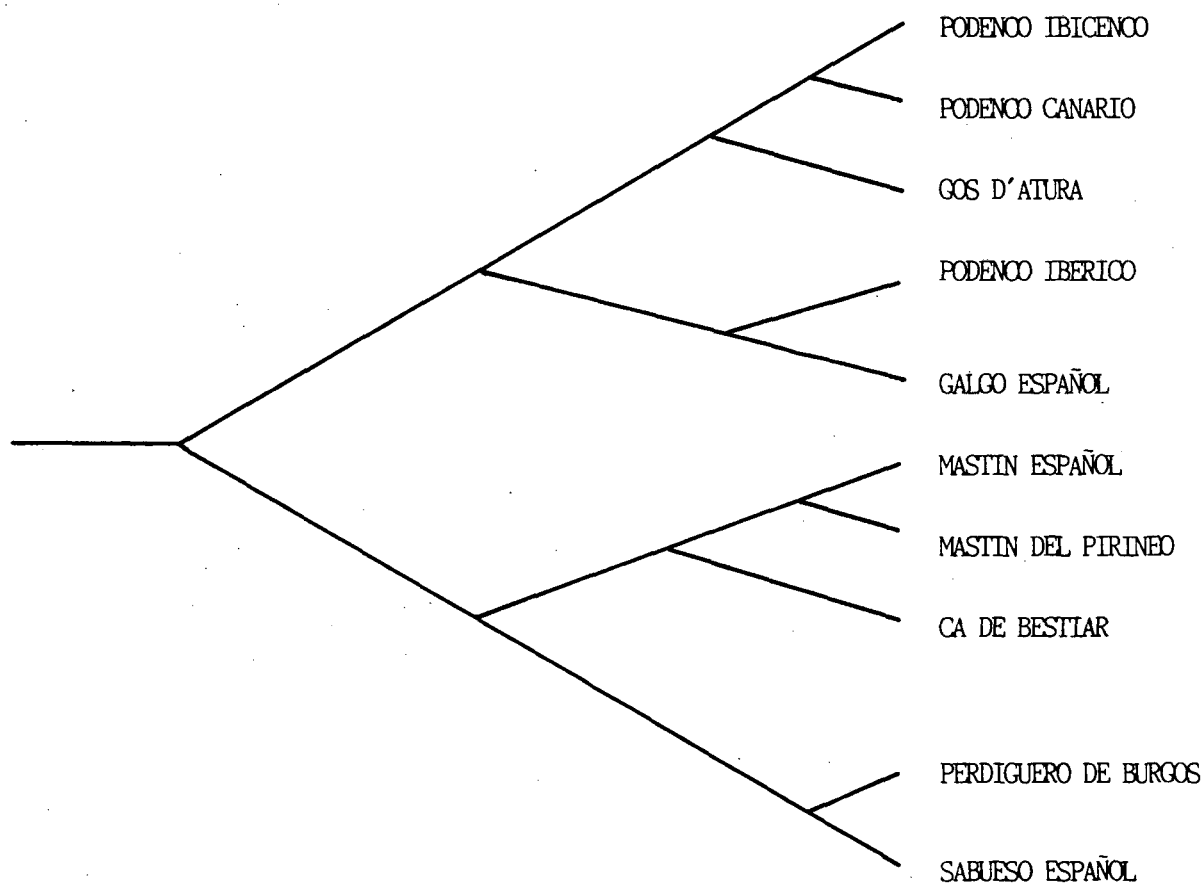 PODENCO IBICENCO
PODENCO CANARIO
GOS D'ATURA
PODENCO IBERICO
GALGO ESPAÑOL
MASTIN ESPAÑOL
MASTIN DEL PIRINEO
CA DE BESTIAR
PERDIGUERO DE BURGOS
SABUESO ESPAÑOL